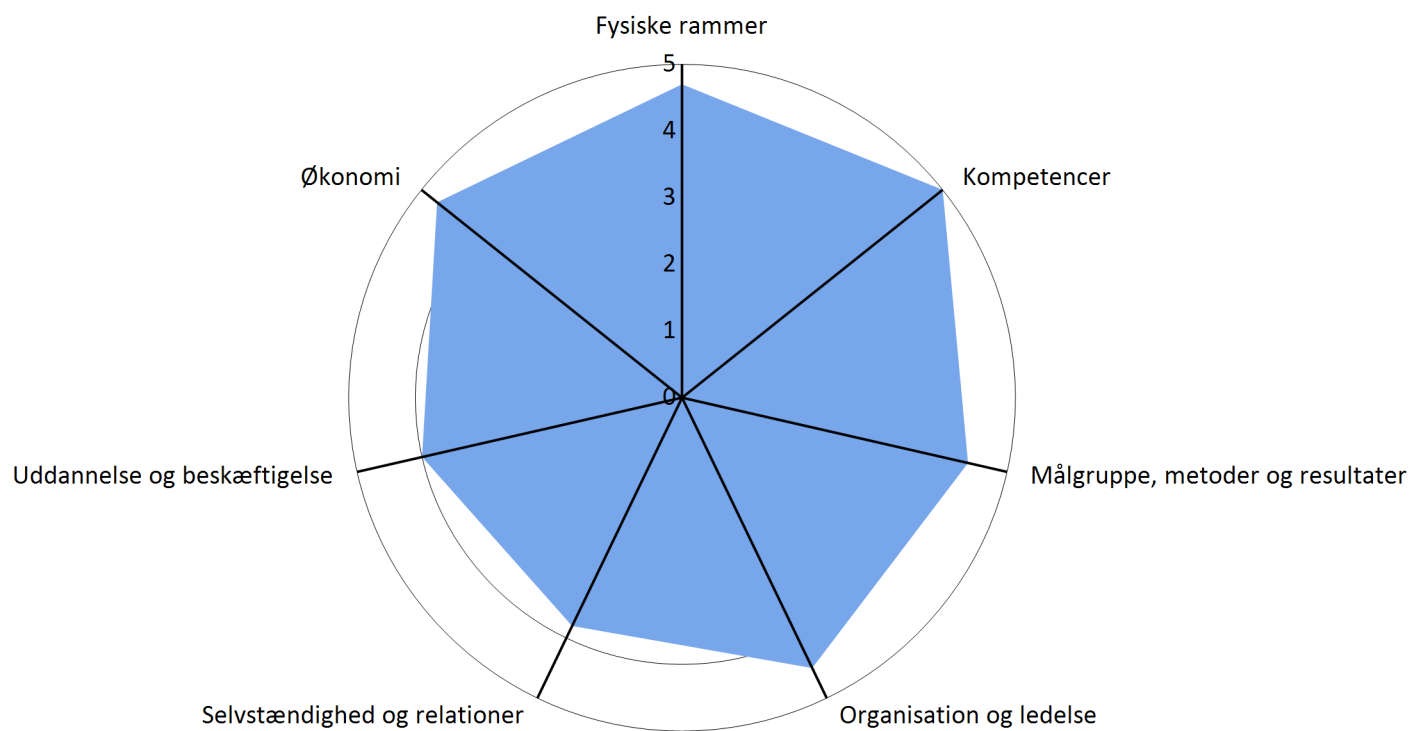 Fysiske rammer
5
4
Økonomi
Kompetencer
3
2
1
0
Uddannelse og beskæftigelse
Målgruppe, metoder og resultater
Selvstændighed og relationer
Organisation og ledelse